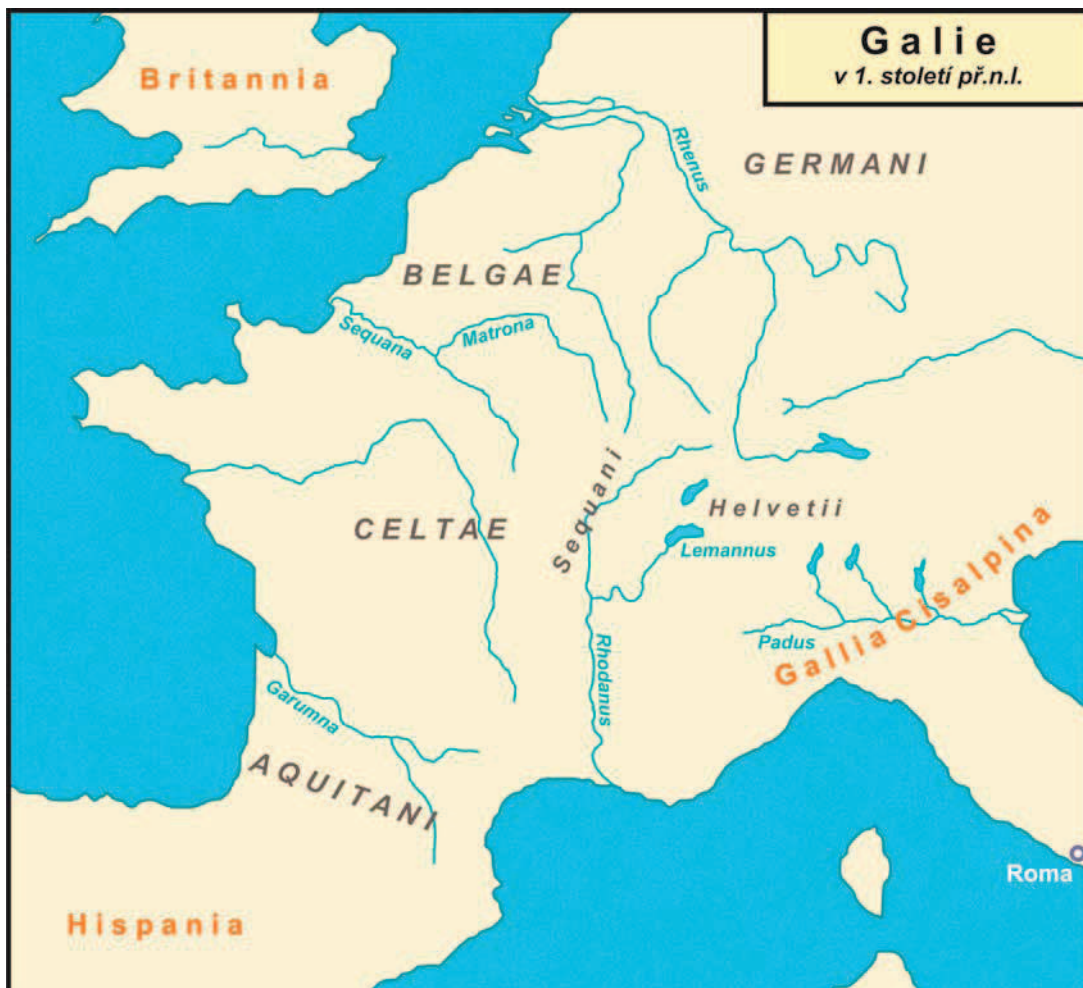 Galie
v 1. století př.n.l.
Britannia
Rhenus
GERMANI
BELGAE
Sequana
Matrona
Sequani
Helvetii
CELTAE
Lemannus
Gallia Cisalpina
Padus
Rhodanus
Garumna
AQUITANI
Roma
Hispania